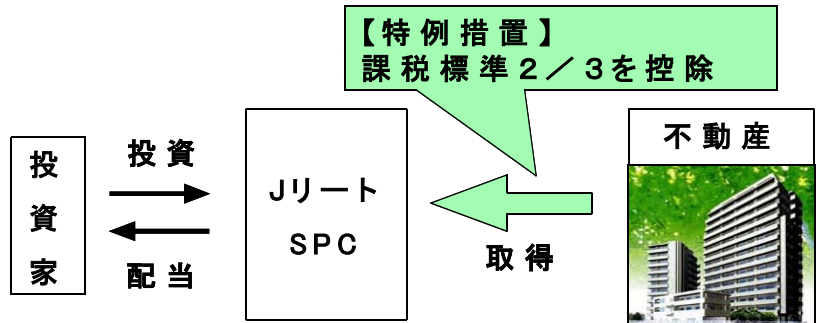 【特例措置】
課税標準2／3を控除
投資家
投資
配当
Jリート
SPC
取得
不動産